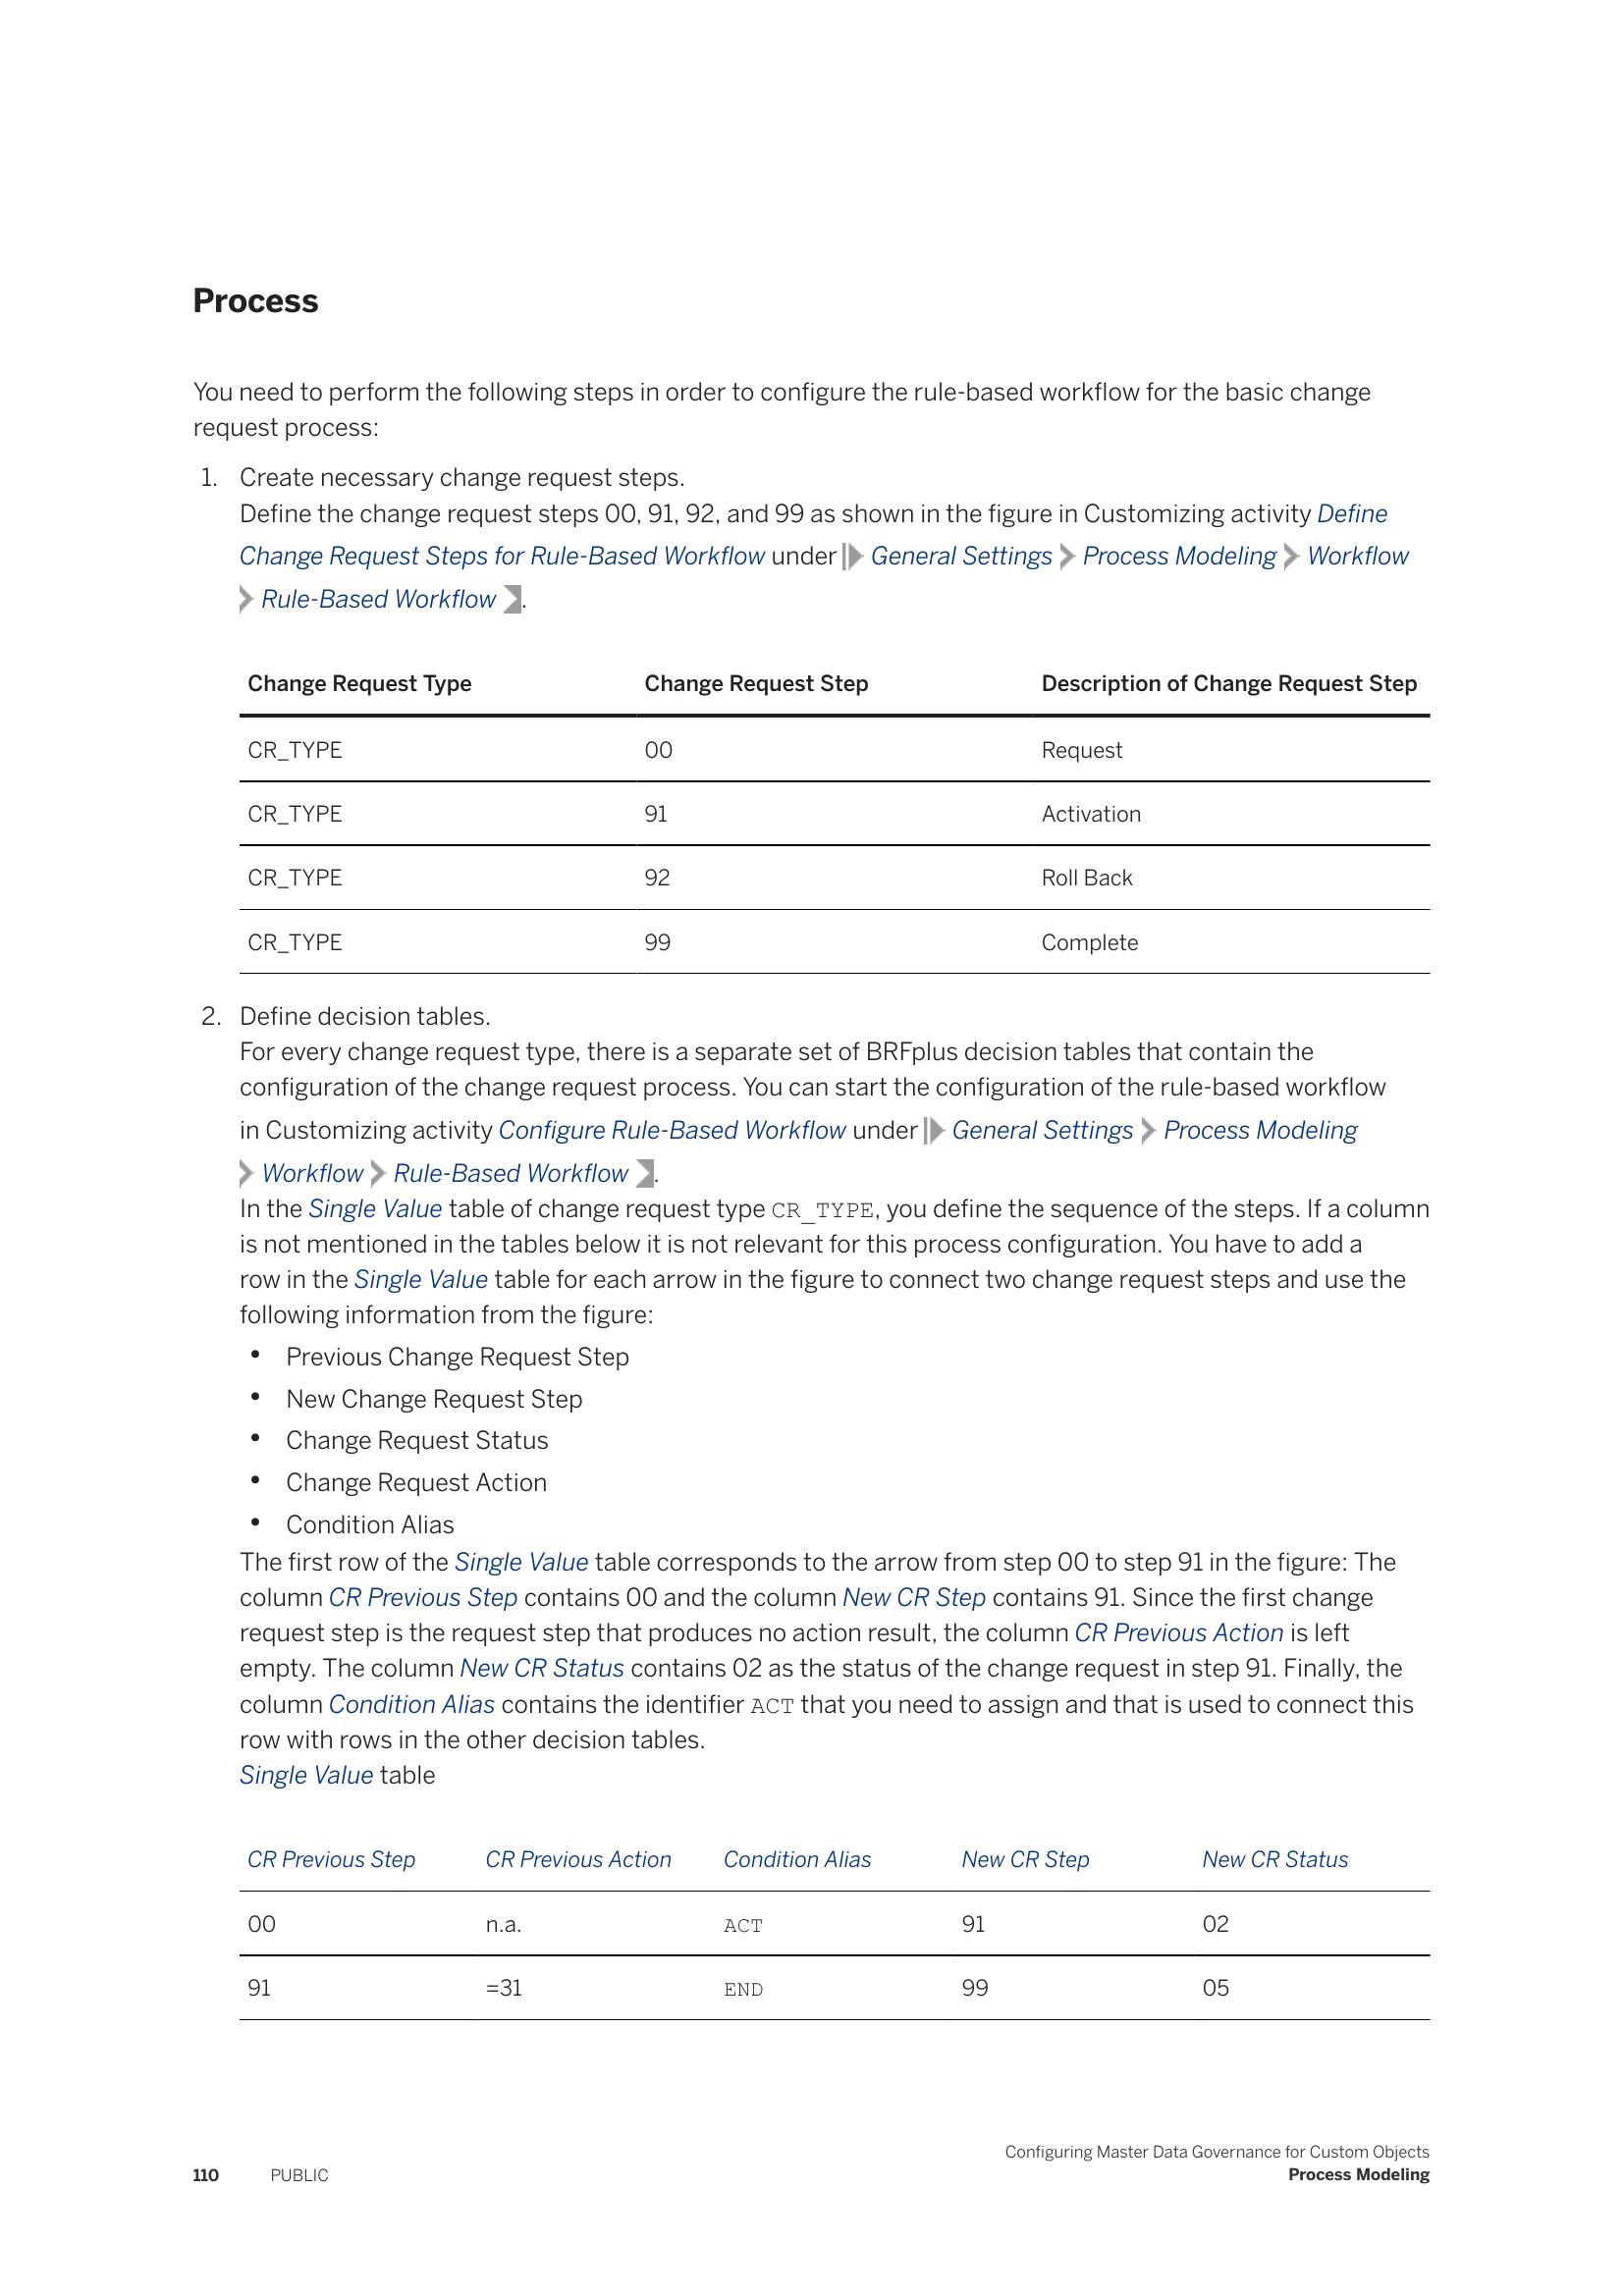 Process
You need to perform the following steps in order to configure the rule-based workflow for the basic change
request process:
1. Create necessary change request steps.
Define the change request steps 00, 91, 92, and 99 as shown in the figure in Customizing activity Define
Change Request Steps for Rule-Based Workflow under General Settings Process Modeling Workflow
Rule-Based Workflow .
Change Request Type Change Request Step Description of Change Request Step
CR_TYPE 00 Request
CR_TYPE 91 Activation
CR_TYPE 92 Roll Back
CR_TYPE 99 Complete
2. Define decision tables.
For every change request type, there is a separate set of BRFplus decision tables that contain the
configuration of the change request process. You can start the configuration of the rule-based workflow
in Customizing activity Configure Rule-Based Workflow under General Settings Process Modeling
Workflow Rule-Based Workflow .
In the Single Value table of change request type CR_TYPE, you define the sequence of the steps. If a column
is not mentioned in the tables below it is not relevant for this process configuration. You have to add a
row in the Single Value table for each arrow in the figure to connect two change request steps and use the
following information from the figure:
• Previous Change Request Step
• New Change Request Step
• Change Request Status
• Change Request Action
• Condition Alias
The first row of the Single Value table corresponds to the arrow from step 00 to step 91 in the figure: The
column CR Previous Step contains 00 and the column New CR Step contains 91. Since the first change
request step is the request step that produces no action result, the column CR Previous Action is left
empty. The column New CR Status contains 02 as the status of the change request in step 91. Finally, the
column Condition Alias contains the identifier ACT that you need to assign and that is used to connect this
row with rows in the other decision tables.
Single Value table
CR Previous Step CR Previous Action Condition Alias New CR Step New CR Status
00 n.a. ACT 91 02
91 =31 END 99 05
Configuring Master Data Governance for Custom Objects
110 PUBLIC Process Modeling